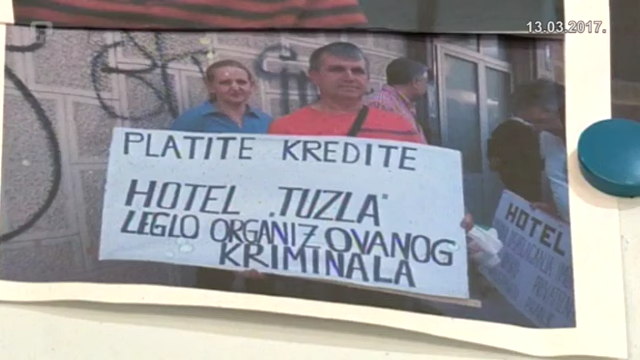 13.03.2017.
PLATITE KREDITE
HOTEL „TUZLA"
LEGLO ORGANIZOVANOG
KRIMINALA
HOTEL